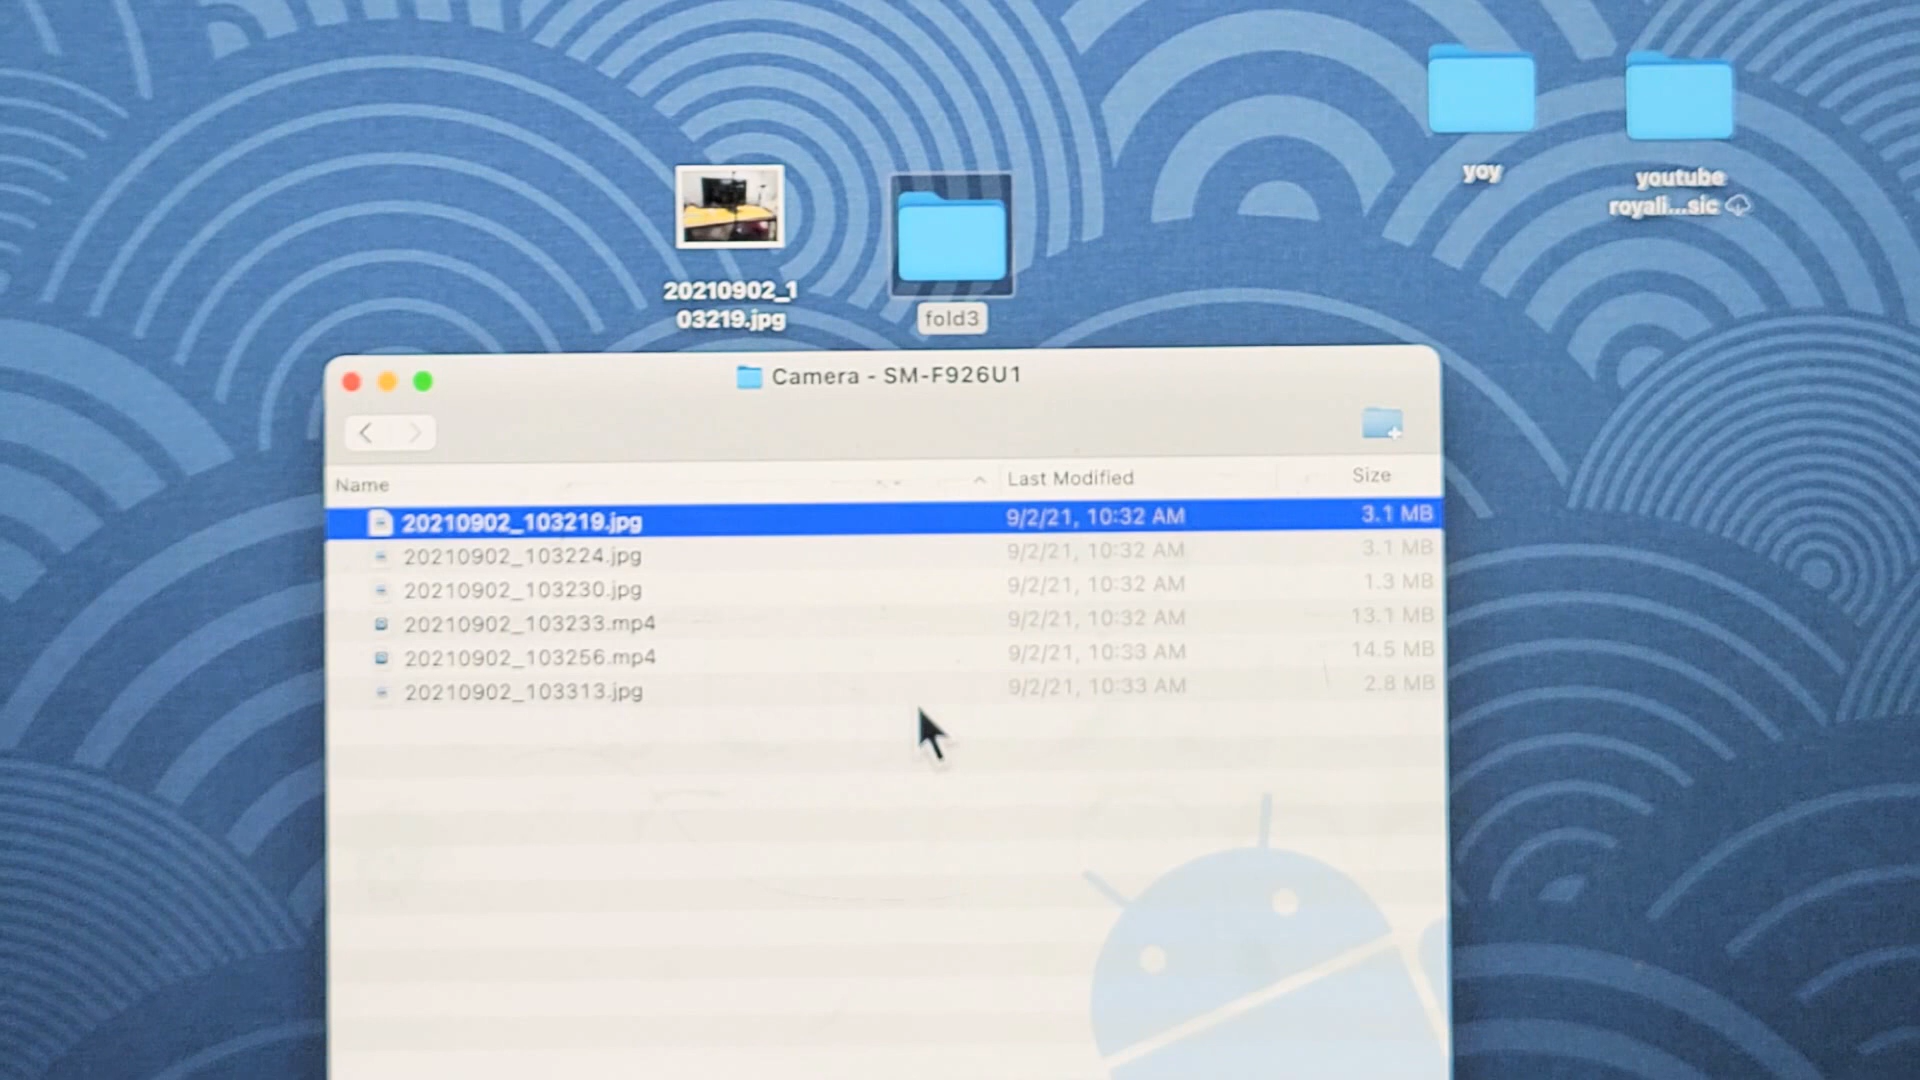 yoy
youtube
royali...sic
20210902_1
03219.jpg
fold3
Camera - SM-F926U1
Name Last Modified Size
20210902_103219.jpg 9/2/21, 10:32 AM 3.1 MB
20210902_103224.jpg 9/2/21, 10:32 AM 3.1 MB
20210902_103230.jpg 9/2/21, 10:32 AM 1.3 MB
20210902_103233.mp4 9/2/21, 10:32 AM 13.1 MB
20210902_103256.mp4 9/2/21, 10:33 AM 14.5 MB
20210902_103313.jpg 9/2/21, 10:33 AM 2.8 MB